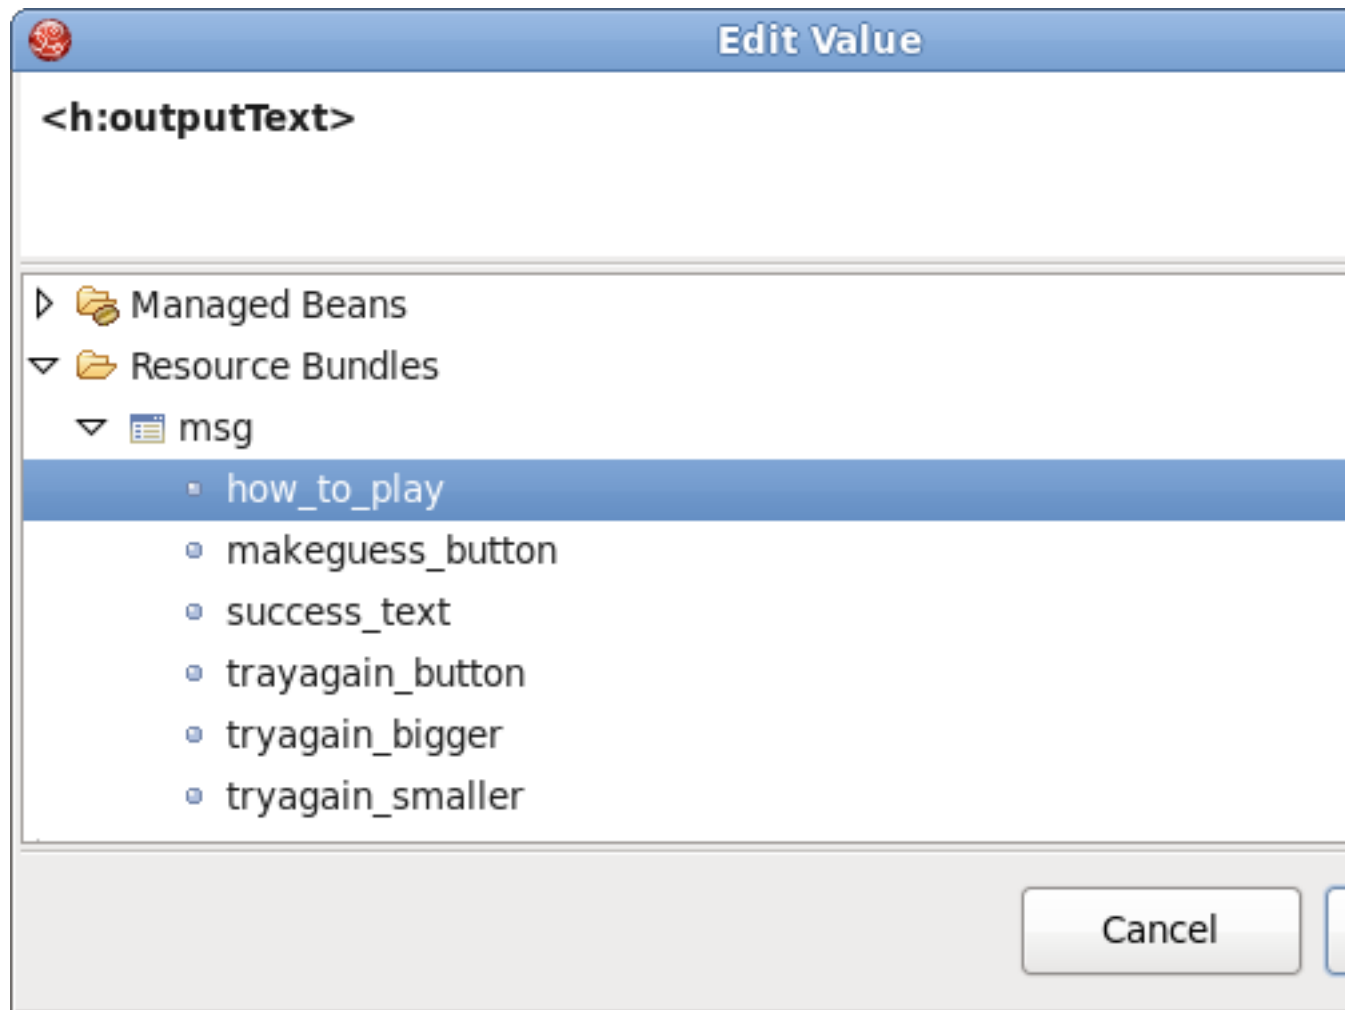 Edit Value
<h:outputText>
Managed Beans
Resource Bundles
msg
how_to_play
makeguess_button
success_text
trayagain_button
tryagain_bigger
tryagain_smaller
Cancel